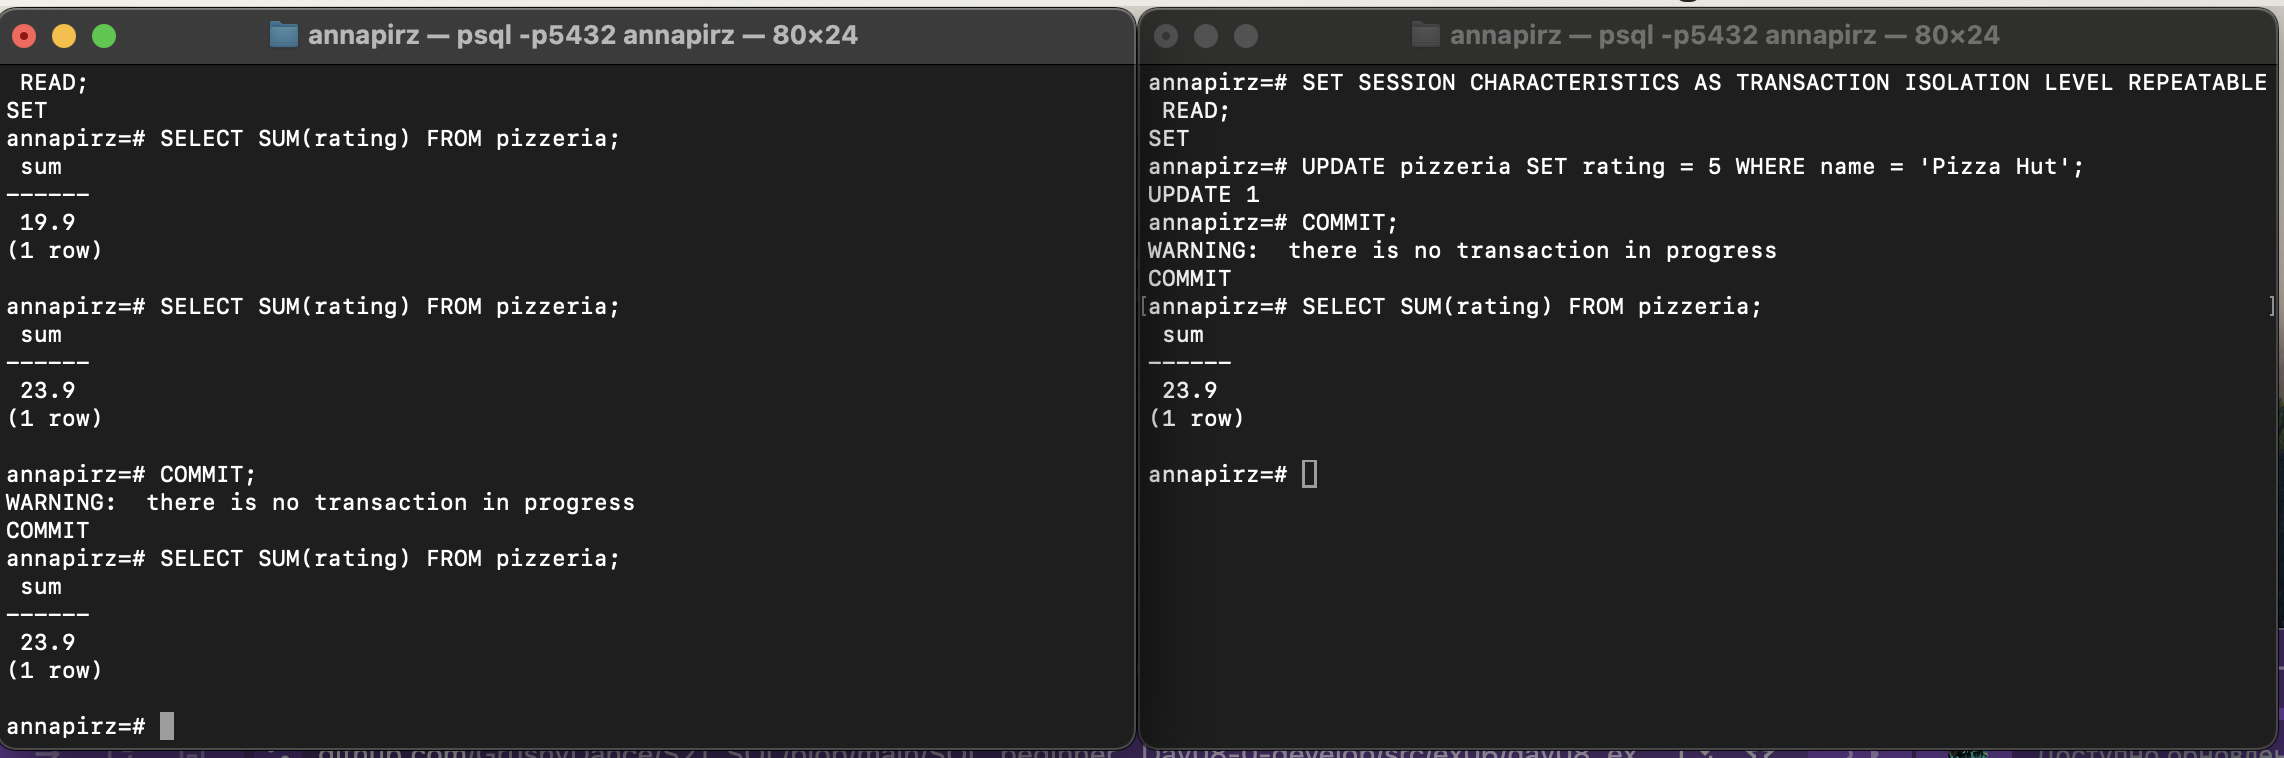 annapirz — psql -p5432 annapirz — 80×24
READ;
SET
annapirz=# SELECT SUM(rating) FROM pizzeria;
sum
------
19.9
(1 row)
annapirz=# SELECT SUM(rating) FROM pizzeria;
sum
------
23.9
(1 row)
annapirz=# COMMIT;
WARNING:  there is no transaction in progress
COMMIT
annapirz=# SELECT SUM(rating) FROM pizzeria;
sum
------
23.9
(1 row)
annapirz=#
annapirz — psql -p5432 annapirz — 80×24
annapirz=# SET SESSION CHARACTERISTICS AS TRANSACTION ISOLATION LEVEL REPEATABLE
READ;
SET
annapirz=# UPDATE pizzeria SET rating = 5 WHERE name = 'Pizza Hut';
UPDATE 1
annapirz=# COMMIT;
WARNING:  there is no transaction in progress
COMMIT
[annapirz=# SELECT SUM(rating) FROM pizzeria; ]
sum
------
23.9
(1 row)
annapirz=#